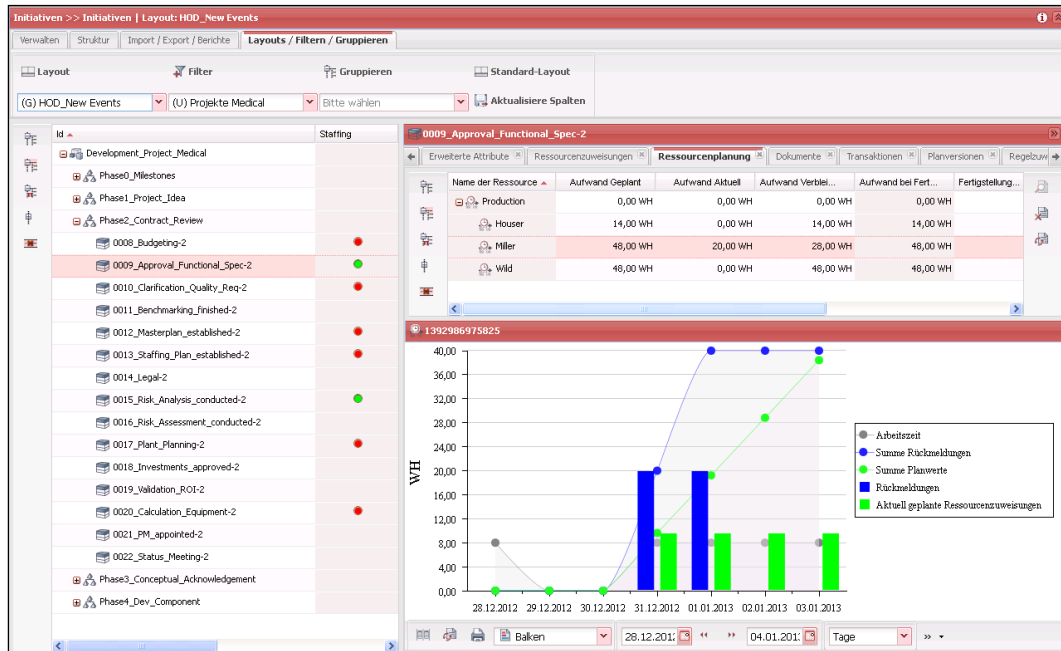 Initiativen >> Initiativen | Layout: HOD_New Events
Verwalten Struktur Import / Export / Berichte Layouts / Filtern / Gruppieren
Layout Filter Gruppieren Standard-Layout
(G) HOD_New Events (U) Projekte Medical Bitte wählen Aktualisiere Spalten
Id Staffing
Development_Project_Medical
Phase0_Milestones
Phase1_Project_Idea
Phase2_Contract_Review
0008_Budgeting-2
0009_Approval_Functional_Spec-2
0010_Clarification_Quality_Req-2
0011_Benchmarking_finished-2
0012_Masterplan_established-2
0013_Staffing_Plan_established-2
0014_Legal-2
0015_Risk_Analysis_conducted-2
0016_Risk_Assessment_conducted-2
0017_Plant_Planning-2
0018_Investments_approved-2
0019_Validation_ROI-2
0020_Calculation_Equipment-2
0021_PM_appointed-2
0022_Status_Meeting-2
Phase3_Conceptual_Acknowledgement
Phase4_Dev_Component
0009_Approval_Functional_Spec-2
Erweiterte Attribute Ressourcenzuweisungen Ressourcenplanung Dokumente Transaktionen Planversionen Regelzuw
Name der Ressource Aufwand Geplant Aufwand Aktuell Aufwand Verblei... Aufwand bei Fert... Fertigstellung...
Production 0,00 WH 0,00 WH 0,00 WH 0,00 WH
Houser 14,00 WH 0,00 WH 14,00 WH 14,00 WH
Miller 48,00 WH 20,00 WH 28,00 WH 48,00 WH
Wild 48,00 WH 0,00 WH 48,00 WH 48,00 WH
1392986975825
40,00
36,00
32,00
28,00
24,00
20,00
16,00
12,00
8,00
4,00
0,00
WH
28.12.2012 29.12.2012 30.12.2012 31.12.2012 01.01.2013 02.01.2013 03.01.2013
Arbeitszeit
Summe Rückmeldungen
Summe Planwerte
Rückmeldungen
Aktuell geplante Ressourcenzuweisungen
Balken 28.12.201 04.01.201 Tage